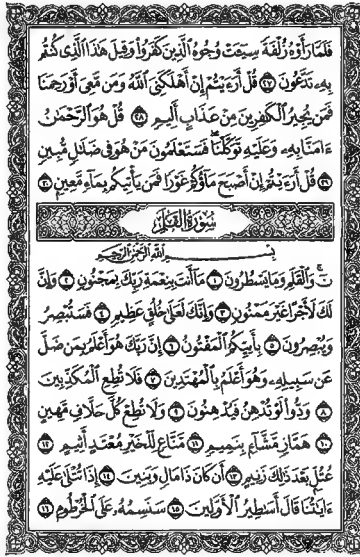 فَلَمَّا رَأَوْهُ زُلْفَةً سِيٓـَٔتْ وُجُوهُ ٱلَّذِينَ كَفَرُوا۟ وَقِيلَ هَـٰذَا ٱلَّذِى كُنتُم
بِهِۦ تَدَّعُونَ ٢٧ قُلْ أَرَءَيْتُمْ إِنْ أَهْلَكَنِىَ ٱللَّهُ وَمَن مَّعِىَ أَوْ رَحِمَنَا
فَمَن يُجِيرُ ٱلْكَـٰفِرِينَ مِنْ عَذَابٍ أَلِيمٍ ٢٨ قُلْ هُوَ ٱلرَّحْمَـٰنُ
ءَامَنَّا بِهِۦ وَعَلَيْهِ تَوَكَّلْنَا ۖ فَسَتَعْلَمُونَ مَنْ هُوَ فِى ضَلَـٰلٍ مُّبِينٍ
٢٩ قُلْ أَرَءَيْتُمْ إِنْ أَصْبَحَ مَآؤُكُمْ غَوْرًا فَمَن يَأْتِيكُم بِمَآءٍ مَّعِينٍۭ ٣٠
سُورَةُ ٱلْقَلَمِ
بِسْمِ ٱللَّهِ ٱلرَّحْمَـٰنِ ٱلرَّحِيمِ
نٓ ۚ وَٱلْقَلَمِ وَمَا يَسْطُرُونَ ١ مَآ أَنتَ بِنِعْمَةِ رَبِّكَ بِمَجْنُونٍ ٢ وَإِنَّ
لَكَ لَأَجْرًا غَيْرَ مَمْنُونٍ ٣ وَإِنَّكَ لَعَلَىٰ خُلُقٍ عَظِيمٍ ٤ فَسَتُبْصِرُ
وَيُبْصِرُونَ ٥ بِأَييِّكُمُ ٱلْمَفْتُونُ ٦ إِنَّ رَبَّكَ هُوَ أَعْلَمُ بِمَن ضَلَّ
عَن سَبِيلِهِۦ وَهُوَ أَعْلَمُ بِٱلْمُهْتَدِينَ ٧ فَلَا تُطِعِ ٱلْمُكَذِّبِينَ
٨ وَدُّوا۟ لَوْ تُدْهِنُ فَيُدْهِنُونَ ٩ وَلَا تُطِعْ كُلَّ حَلَّافٍ مَّهِينٍ
١٠ هَمَّازٍ مَّشَّآءٍۭ بِنَمِيمٍ ١١ مَّنَّاعٍ لِّلْخَيْرِ مُعْتَدٍ أَثِيمٍ ١٢
عُتُلٍّۭ بَعْدَ ذَٰلِكَ زَنِيمٍ ١٣ أَن كَانَ ذَا مَالٍ وَبَنِينَ ١٤ إِذَا تُتْلَىٰ عَلَيْهِ
ءَايَـٰتُنَا قَالَ أَسَـٰطِيرُ ٱلْأَوَّلِينَ ١٥ سَنَسِمُهُۥ عَلَى ٱلْخُرْطُومِ ١٦